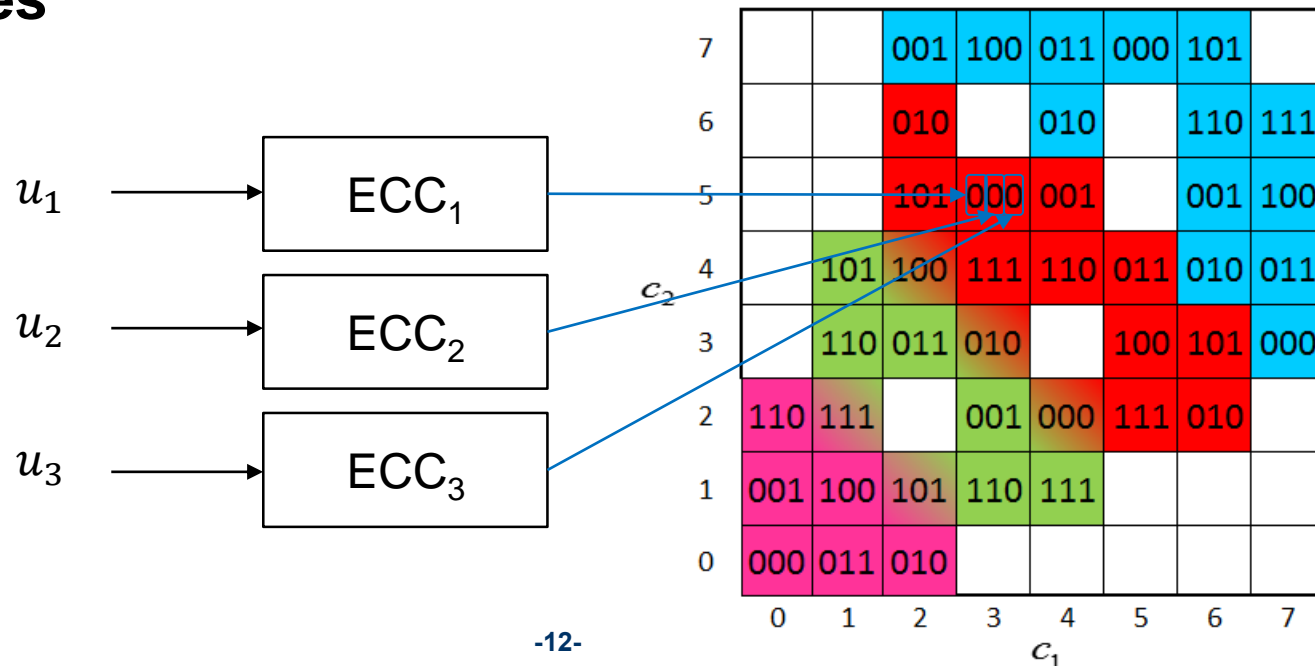 es
u₁ ECC₁
u₂ ECC₂
u₃ ECC₃
c₂
7 001 100 011 000 101
6 010 010 110 111
5 101 000 001 001 100
4 101 100 111 110 011 010 011
3 110 011 010 100 101 000
2 110 111 001 000 111 010
1 001 100 101 110 111
0 000 011 010
0 1 2 3 4 5 6 7
c₁
-12-